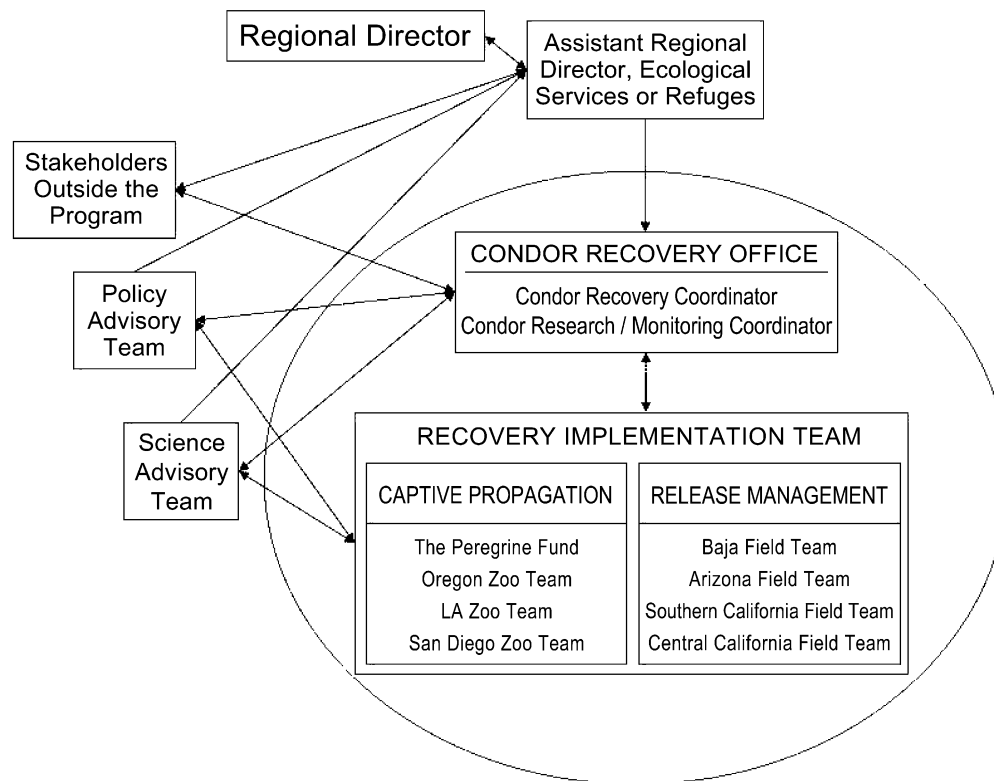 Regional Director
Assistant Regional
Director, Ecological
Services or Refuges
Stakeholders
Outside the
Program
Policy
Advisory
Team
Science
Advisory
Team
CONDOR RECOVERY OFFICE
Condor Recovery Coordinator
Condor Research / Monitoring Coordinator
RECOVERY IMPLEMENTATION TEAM
CAPTIVE PROPAGATION
The Peregrine Fund
Oregon Zoo Team
LA Zoo Team
San Diego Zoo Team
RELEASE MANAGEMENT
Baja Field Team
Arizona Field Team
Southern California Field Team
Central California Field Team